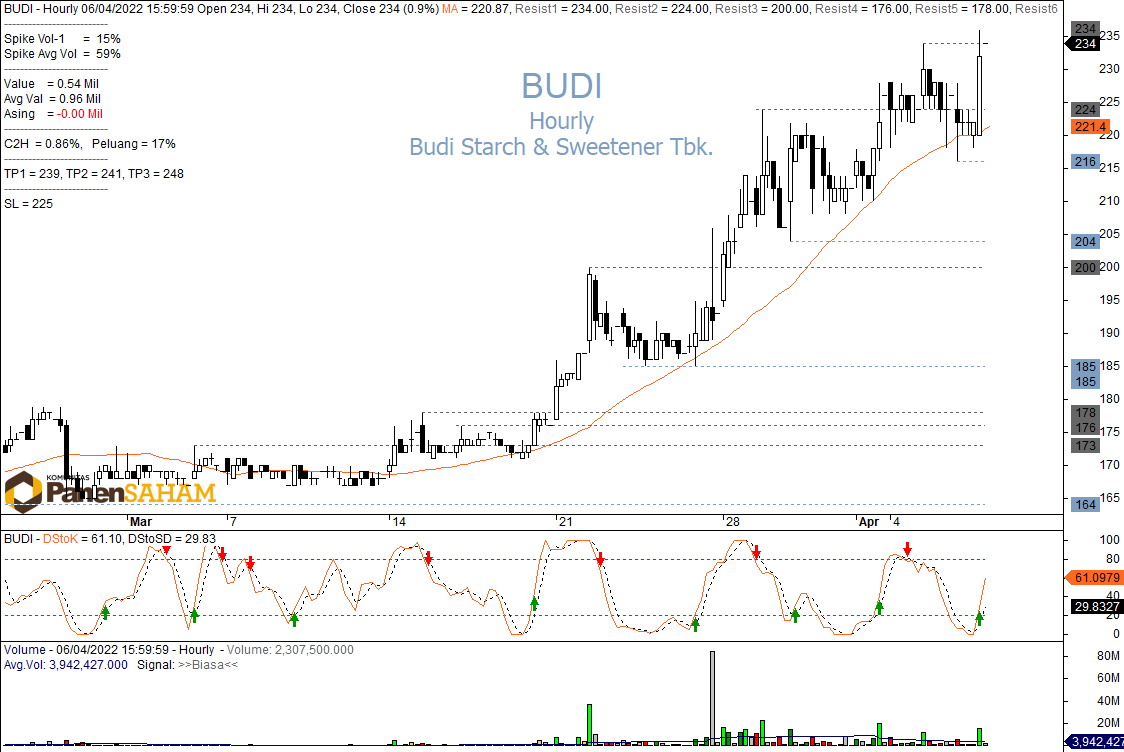 BUDI - Hourly 06/04/2022 15:59:59 Open 234, Hi 234, Lo 234, Close 234 (0.9%) MA = 220.87, Resist1 = 234.00, Resist2 = 224.00, Resist3 = 200.00, Resist4 = 176.00, Resist5 = 178.00, Resist6
Spike Vol-1 = 15%
Spike Avg Vol = 59%
Value = 0.54 Mil
Avg Val = 0.96 Mil
Asing = -0.00 Mil
C2H = 0.86%, Peluang = 17%
TP1 = 239, TP2 = 241, TP3 = 248
SL = 225
BUDI
Hourly
Budi Starch & Sweetener Tbk.
234
235
234
230
225
224
221.4
220
216
215
210
205
204
200
200
195
190
185
185
185
180
178
176
175
173
170
165
164
KOMUNITAS
PanenSAHAM
Mar 7 14 21 28 Apr 4
BUDI - DStoK = 61.10, DStoSD = 29.83
100
80
61.0979
40
29.8327
20
0
Volume - 06/04/2022 15:59:59 - Hourly - Volume: 2,307,500.000
Avg.Vol: 3,942,427.000 Signal: >>Biasa<<
80M
60M
40M
20M
3,942,427